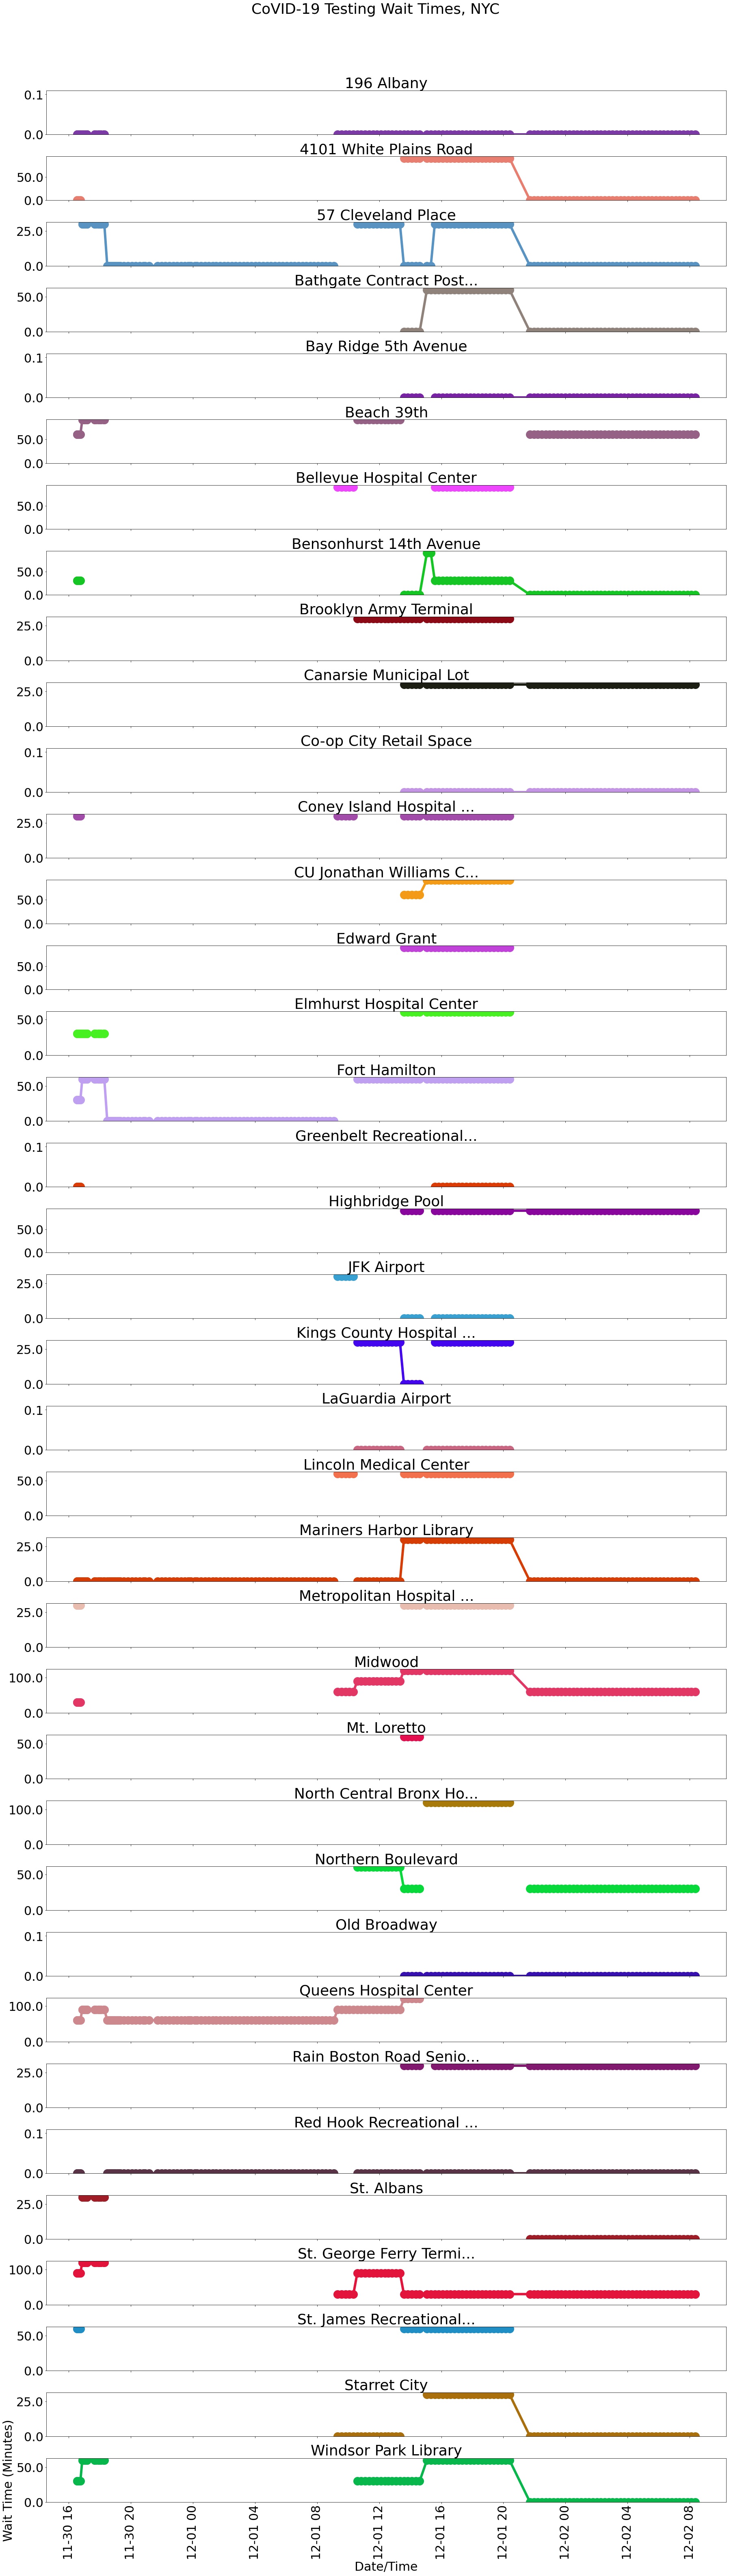 CoVID-19 Testing Wait Times, NYC
196 Albany
0.1
0.0
4101 White Plains Road
50.0
0.0
57 Cleveland Place
25.0
0.0
Bathgate Contract Post...
50.0
0.0
Bay Ridge 5th Avenue
0.1
0.0
Beach 39th
50.0
0.0
Bellevue Hospital Center
50.0
0.0
Bensonhurst 14th Avenue
50.0
0.0
Brooklyn Army Terminal
25.0
0.0
Canarsie Municipal Lot
25.0
0.0
Co-op City Retail Space
0.1
0.0
Coney Island Hospital ...
25.0
0.0
CU Jonathan Williams C...
50.0
0.0
Edward Grant
50.0
0.0
Elmhurst Hospital Center
50.0
0.0
Fort Hamilton
50.0
0.0
Greenbelt Recreational...
0.1
0.0
Highbridge Pool
50.0
0.0
JFK Airport
25.0
0.0
Kings County Hospital ...
25.0
0.0
LaGuardia Airport
0.1
0.0
Lincoln Medical Center
50.0
0.0
Mariners Harbor Library
25.0
0.0
Metropolitan Hospital ...
25.0
0.0
Midwood
100.0
0.0
Mt. Loretto
50.0
0.0
North Central Bronx Ho...
100.0
0.0
Northern Boulevard
50.0
0.0
Old Broadway
0.1
0.0
Queens Hospital Center
100.0
0.0
Rain Boston Road Senio...
25.0
0.0
Red Hook Recreational ...
0.1
0.0
St. Albans
25.0
0.0
St. George Ferry Termi...
100.0
0.0
St. James Recreational...
50.0
0.0
Starret City
25.0
0.0
Windsor Park Library
50.0
0.0
Wait Time (Minutes)
11-30 16
11-30 20
12-01 00
12-01 04
12-01 08
12-01 12
12-01 16
12-01 20
12-02 00
12-02 04
12-02 08
Date/Time